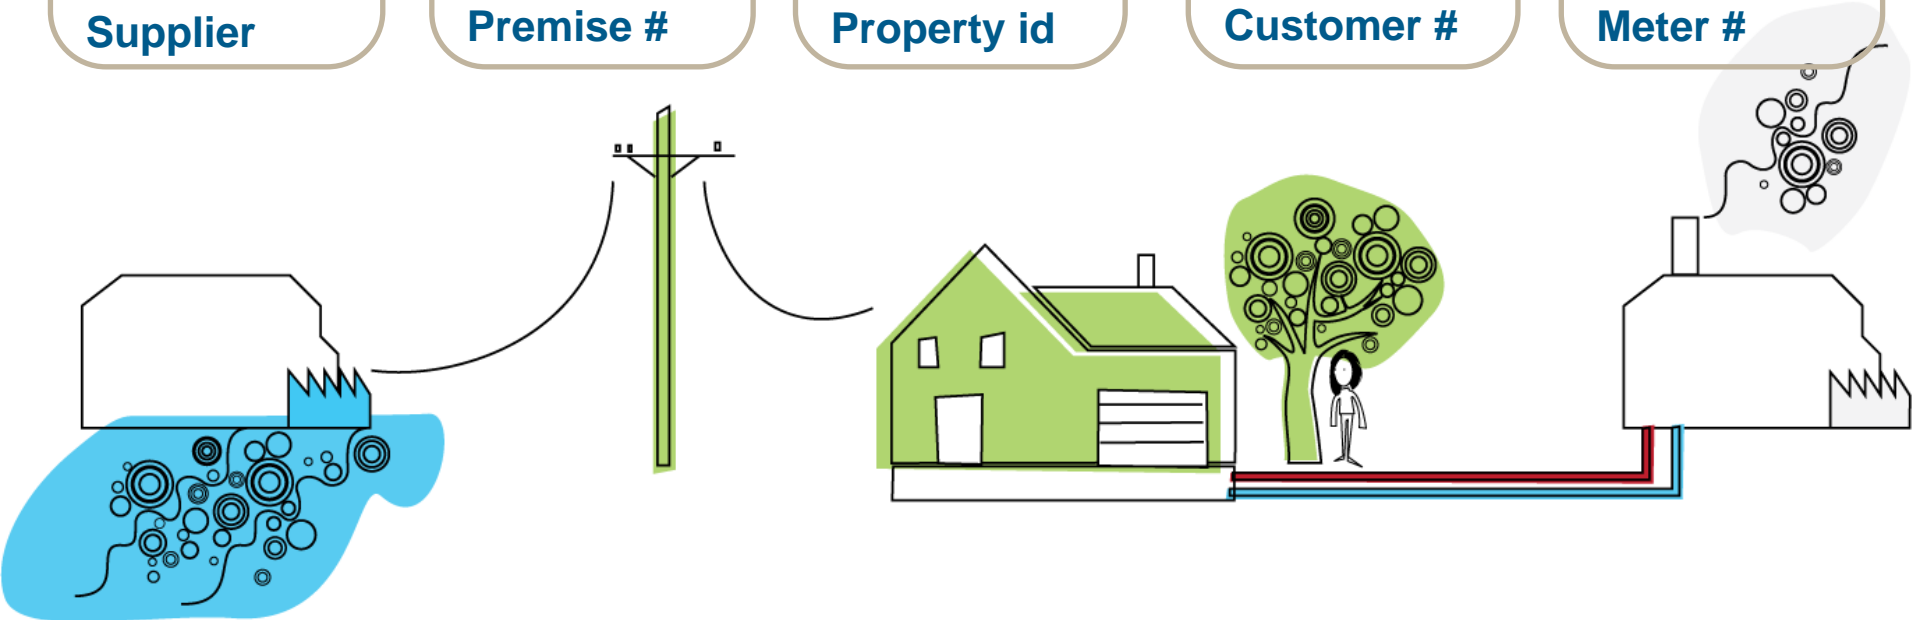 Supplier
Premise #
Property id
Customer #
Meter #